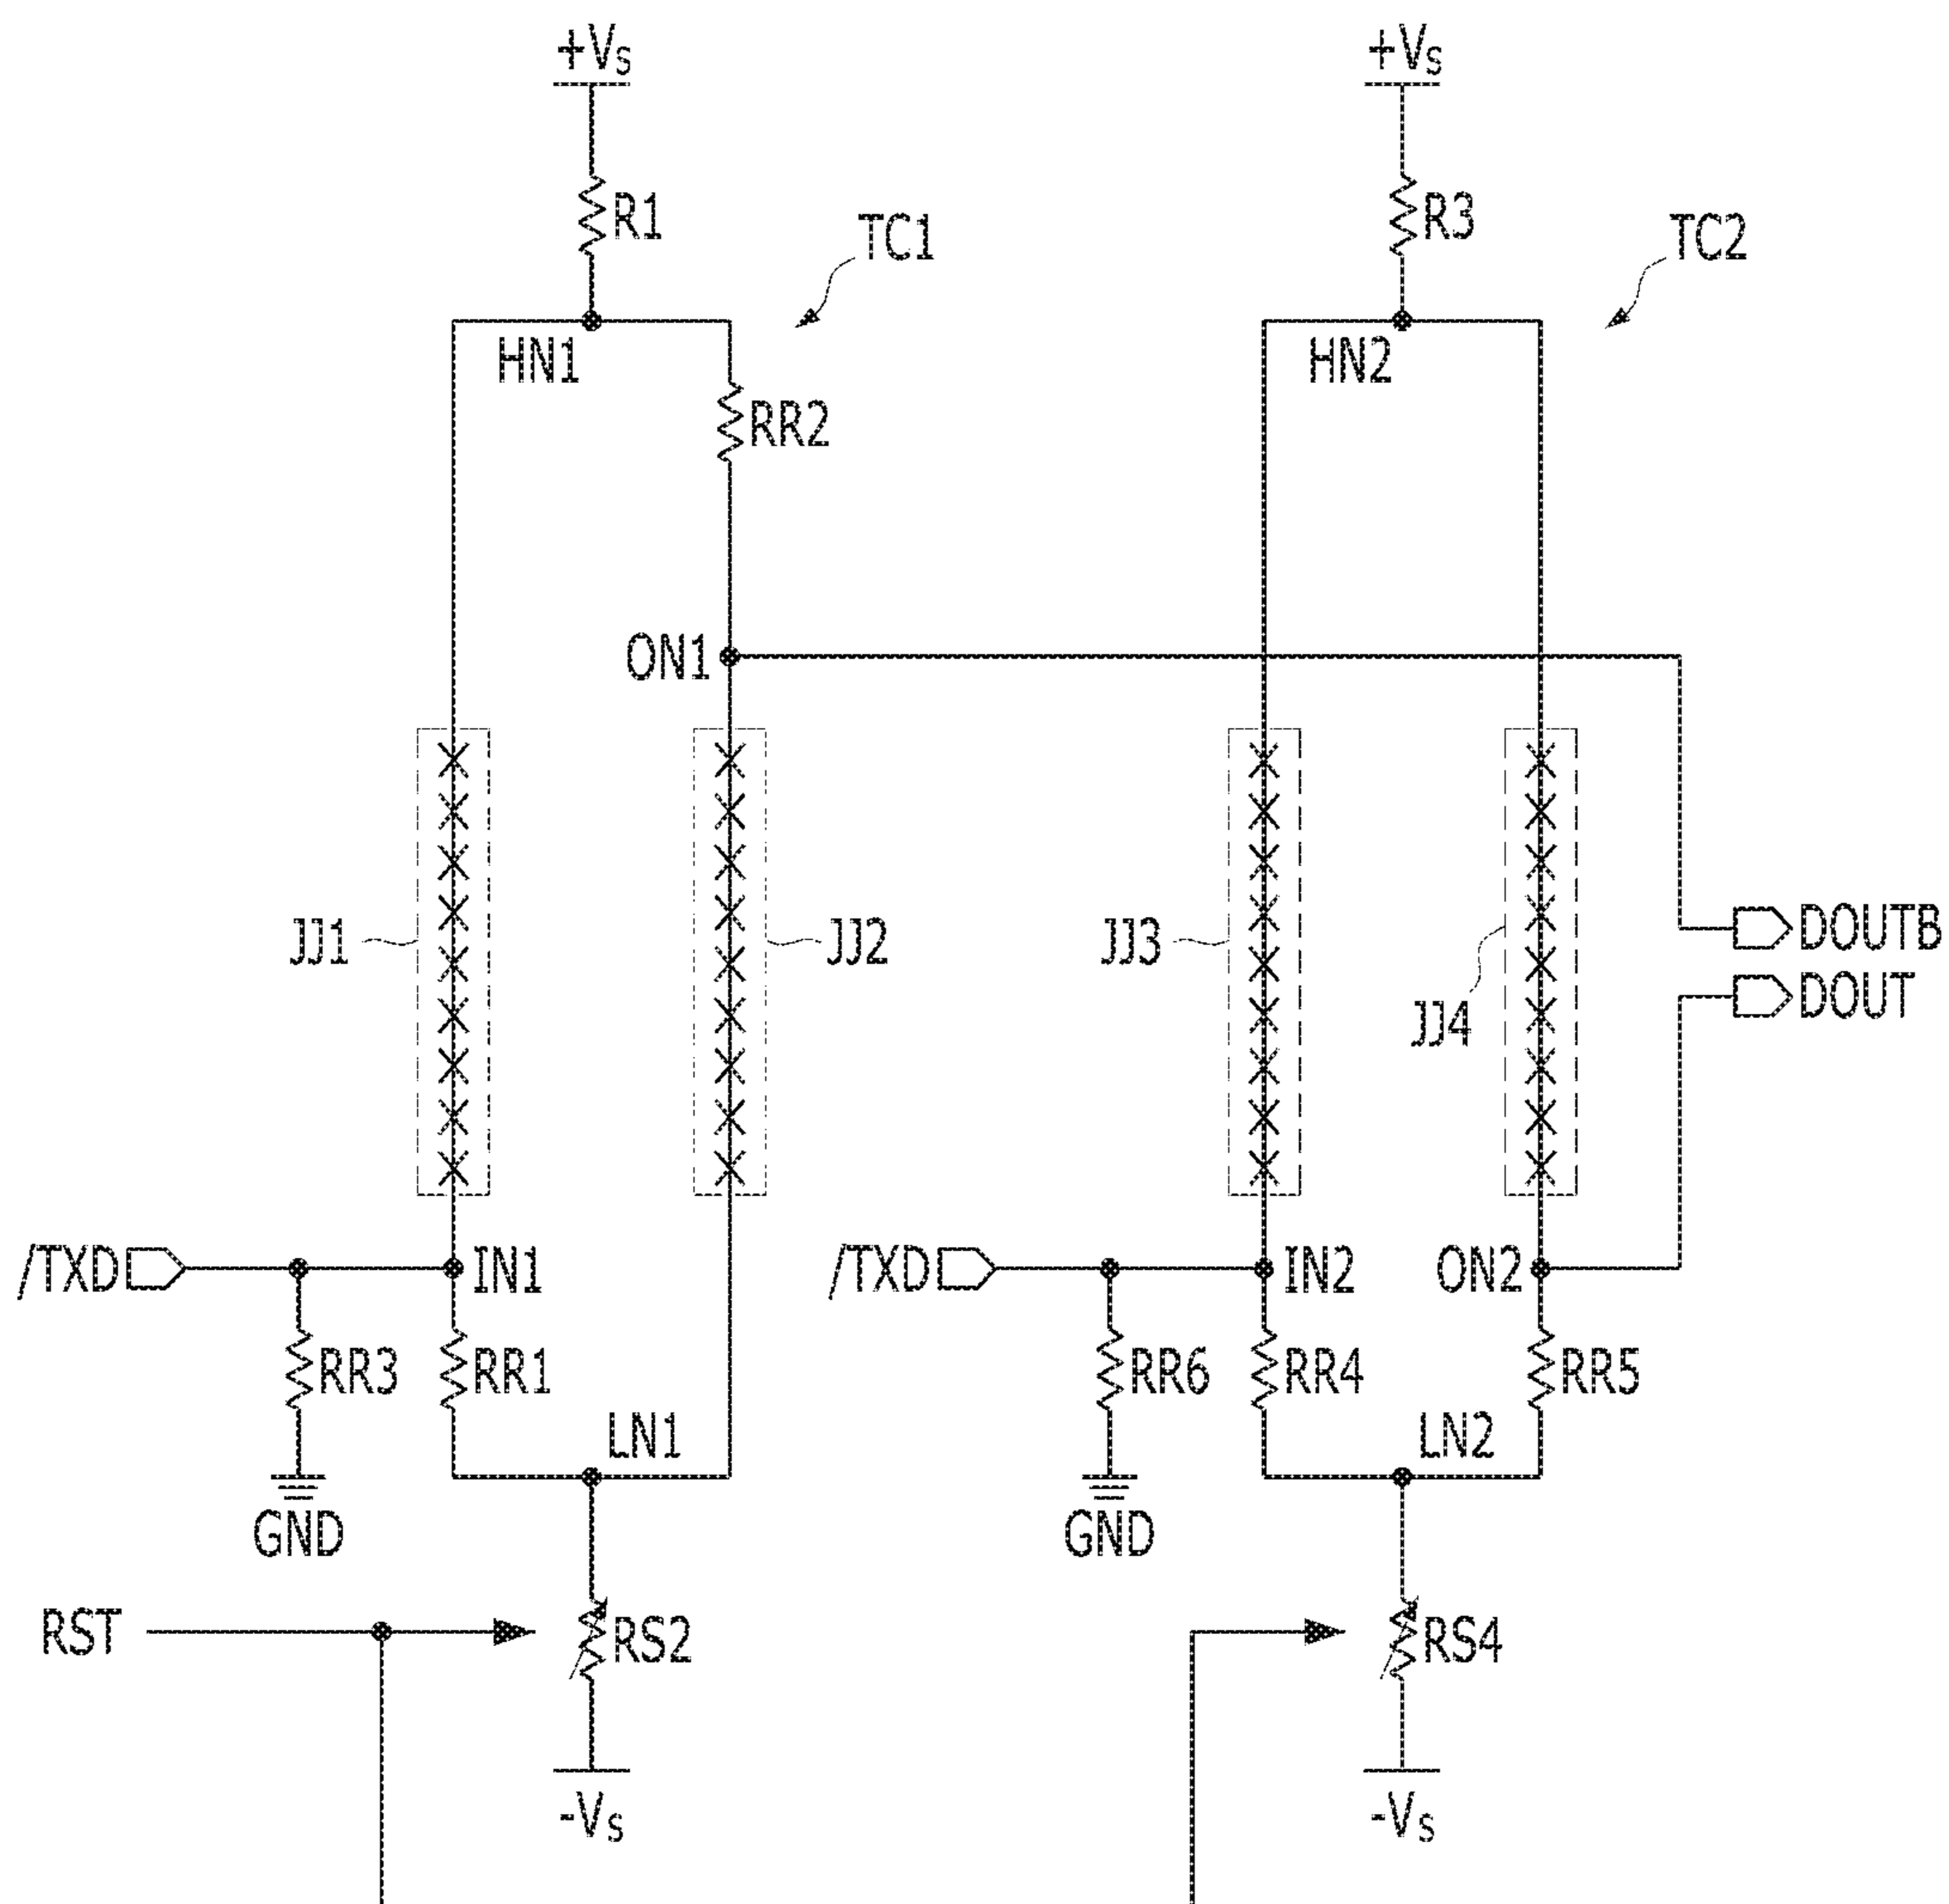 +VS +VS
R1 R3
TC1 TC2
HN1 HN2
RR2
ON1
JJ1 JJ2 JJ3 JJ4
DOUTB
DOUT
/TXD IN1 /TXD IN2 ON2
RR3 RR1 RR6 RR4 RR5
LN1 LN2
GND GND
RST RS2 RS4
-VS -VS